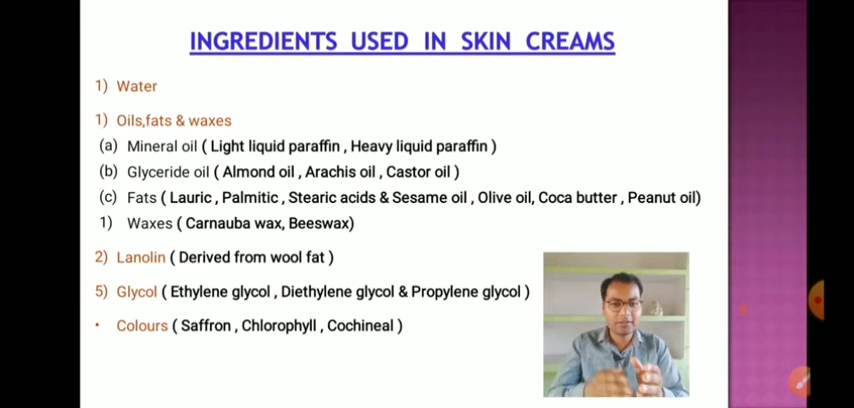 INGREDIENTS USED IN SKIN CREAMS
1) Water
1) Oils,fats & waxes
(a) Mineral oil ( Light liquid paraffin , Heavy liquid paraffin )
(b) Glyceride oil ( Almond oil , Arachis oil , Castor oil )
(c) Fats ( Lauric , Palmitic , Stearic acids & Sesame oil , Olive oil, Coca butter , Peanut oil)
1) Waxes ( Carnauba wax, Beeswax)
2) Lanolin ( Derived from wool fat )
5) Glycol ( Ethylene glycol , Diethylene glycol & Propylene glycol )
• Colours ( Saffron , Chlorophyll , Cochineal )